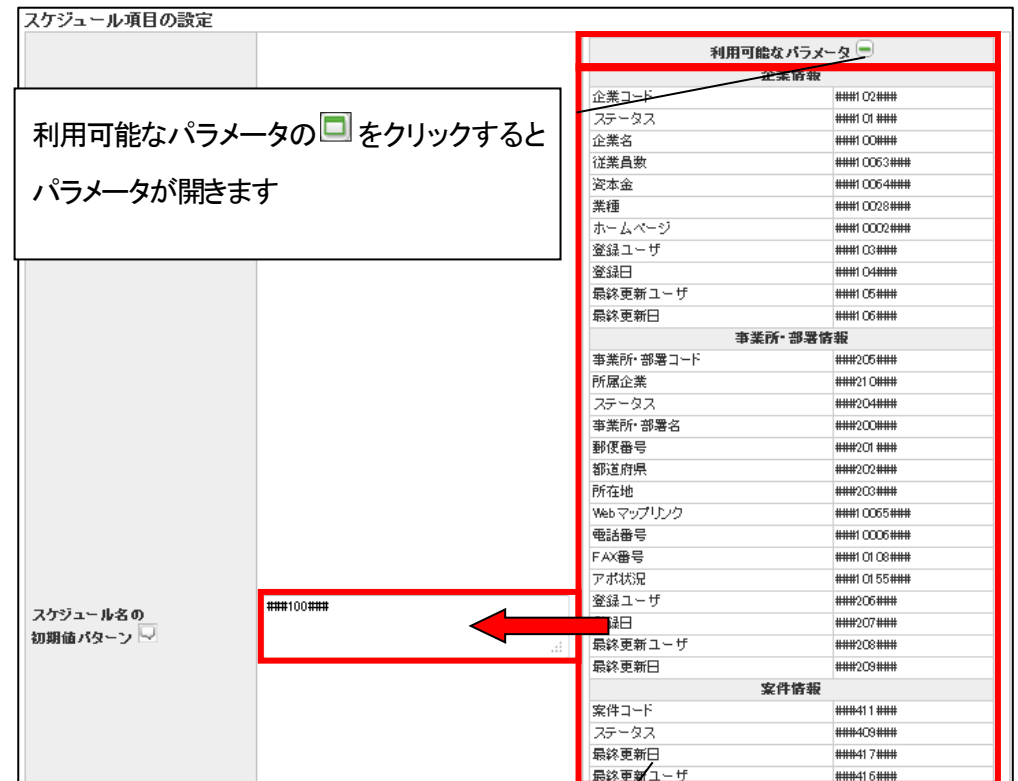 スケジュール項目の設定
利用可能なパラメータ
企業情報
企業コード ###102###
ステータス ###101###
企業名 ###100###
従業員数 ###10063###
資本金 ###10064###
業種 ###10028###
ホームページ ###10002###
登録ユーザ ###103###
登録日 ###104###
最終更新ユーザ ###105###
最終更新日 ###106###
利用可能なパラメータの をクリックすると
パラメータが開きます
事業所・部署情報
事業所・部署コード ###205###
所属企業 ###210###
ステータス ###204###
事業所・部署名 ###200###
郵便番号 ###201###
都道府県 ###202###
所在地 ###203###
Webマップリンク ###10065###
電話番号 ###10006###
FAX番号 ###10108###
アポ状況 ###10155###
登録ユーザ ###206###
登録日 ###207###
最終更新ユーザ ###208###
最終更新日 ###209###
スケジュール名の
初期値パターン
###100###
案件情報
案件コード ###411###
ステータス ###409###
最終更新日 ###417###
最終更新ユーザ ###416###